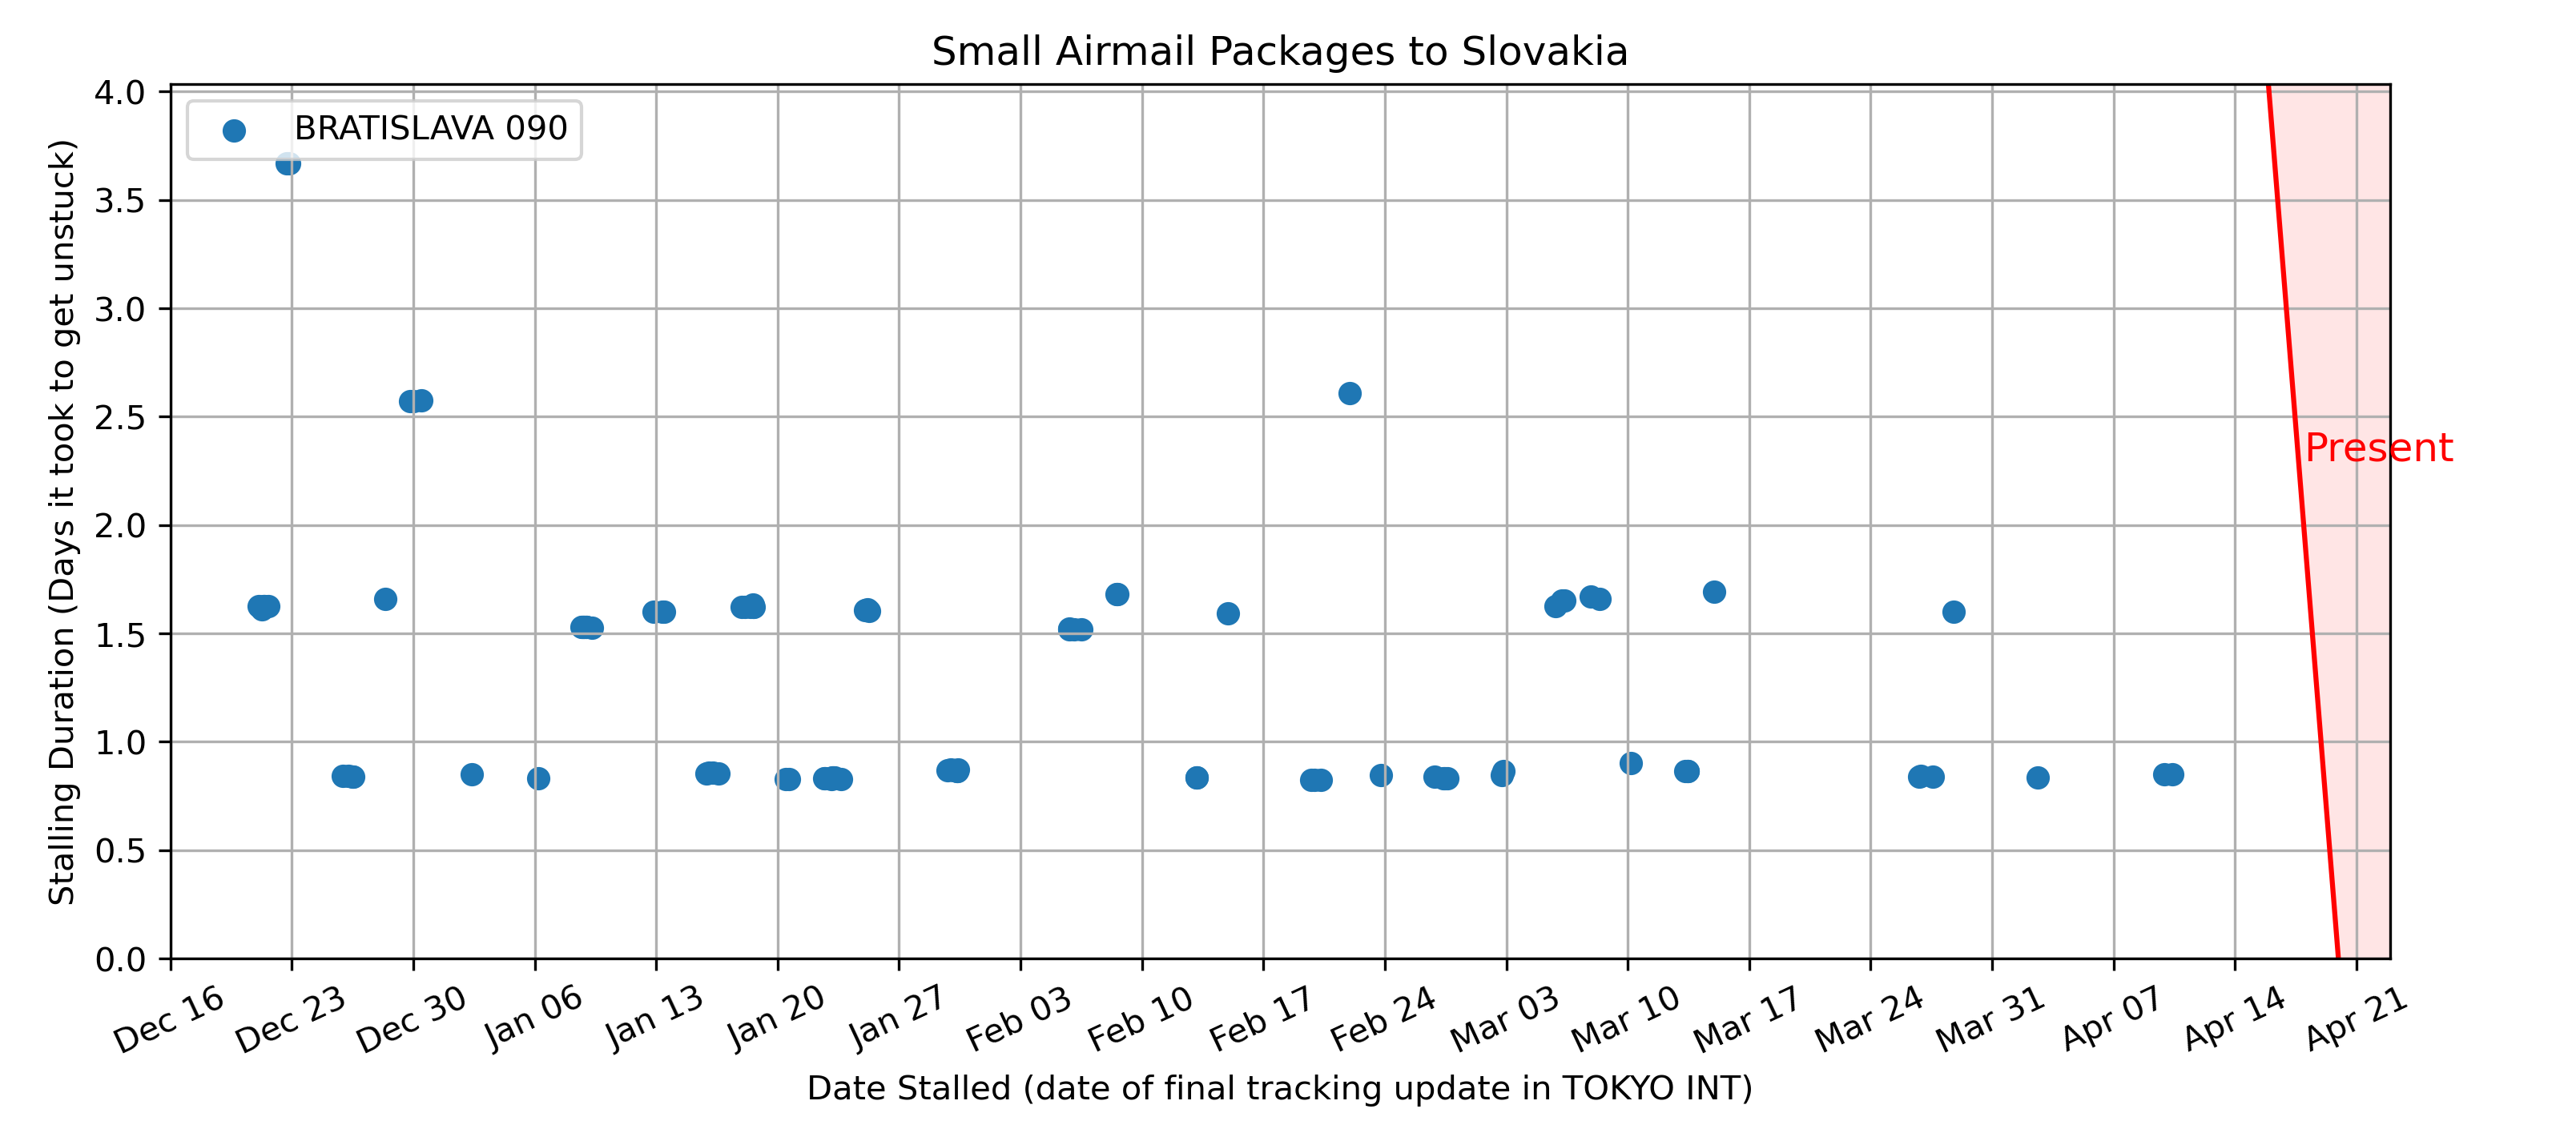 Small Airmail Packages to Slovakia
BRATISLAVA 090
Stalling Duration (Days it took to get unstuck)
4.0
3.5
3.0
2.5
2.0
1.5
1.0
0.5
0.0
Present
Dec 16
Dec 23
Dec 30
Jan 06
Jan 13
Jan 20
Jan 27
Feb 03
Feb 10
Feb 17
Feb 24
Mar 03
Mar 10
Mar 17
Mar 24
Mar 31
Apr 07
Apr 14
Apr 21
Date Stalled (date of final tracking update in TOKYO INT)